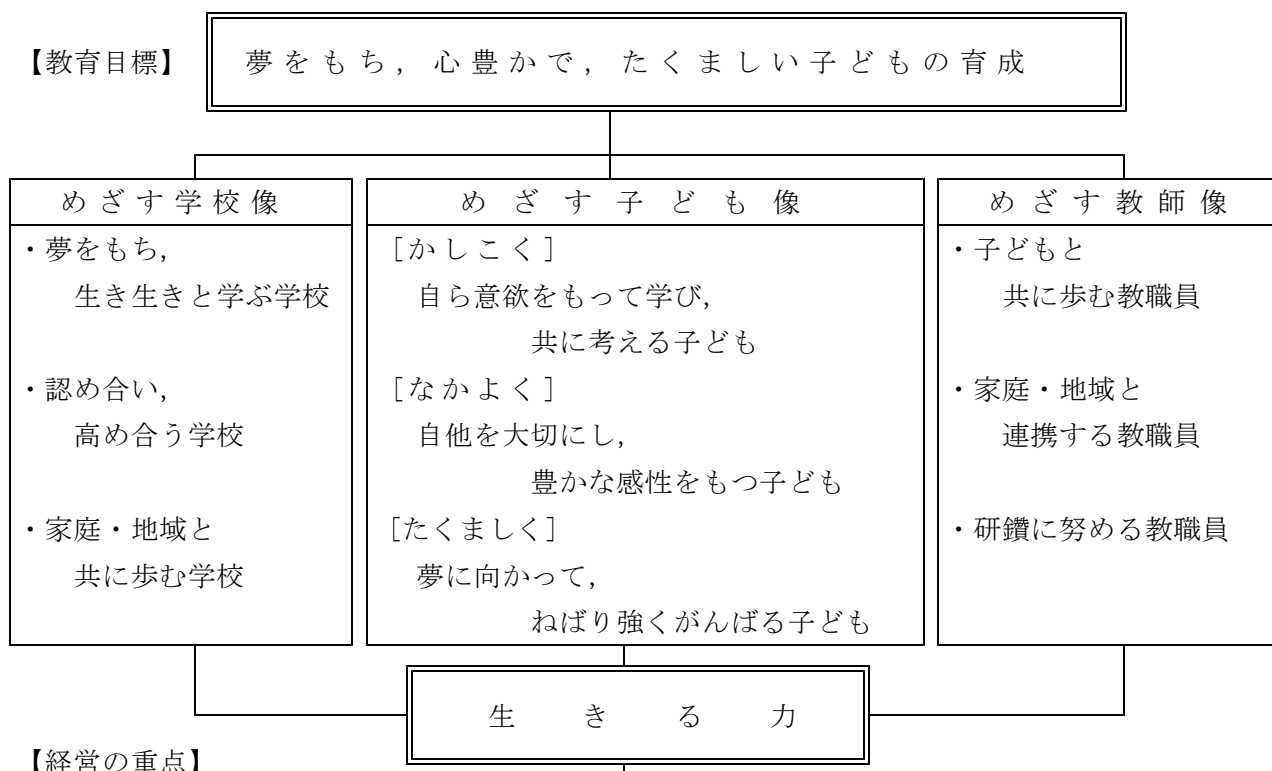 【教育目標】
夢をもち，心豊かで，たくましい子どもの育成
めざす学校像
・夢をもち，
生き生きと学ぶ学校
・認め合い，
高め合う学校
・家庭・地域と
共に歩む学校
めざす子ども像
［かしこく］
自ら意欲をもって学び，
共に考える子ども
［なかよく］
自他を大切にし，
豊かな感性をもつ子ども
［たくましく］
夢に向かって，
ねばり強くがんばる子ども
めざす教師像
・子どもと
共に歩む教職員
・家庭・地域と
連携する教職員
・研鑽に努める教職員
生きる力
【経営の重点】